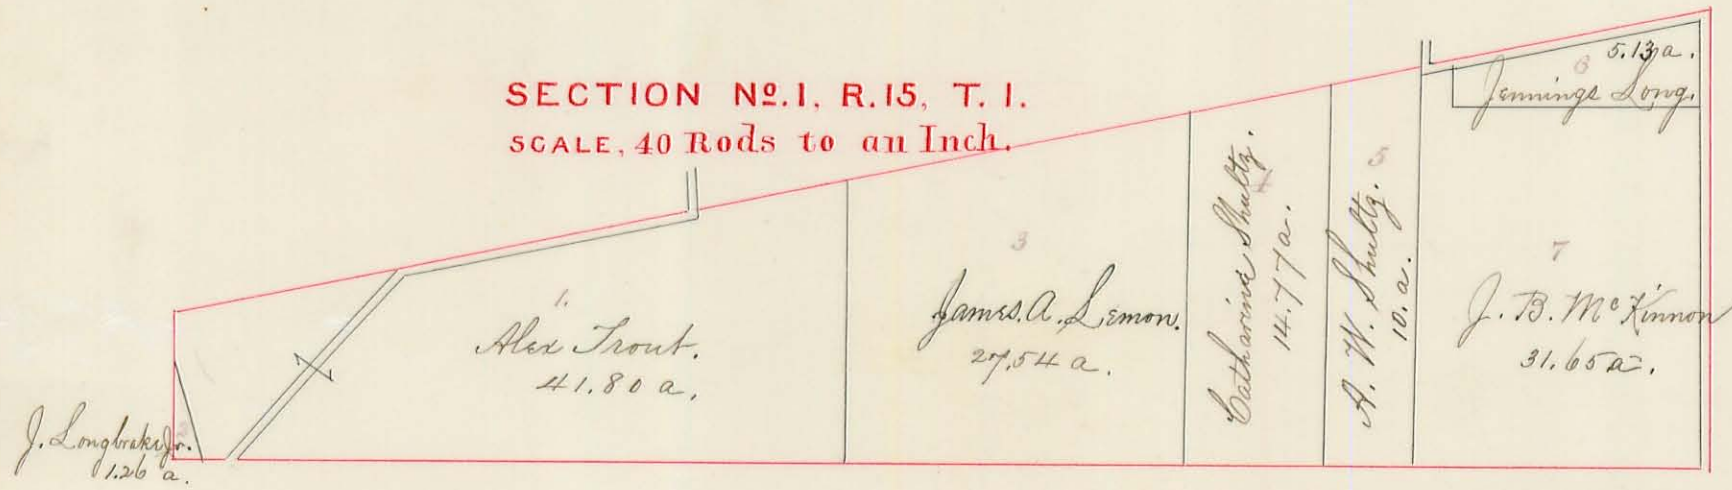 SECTION Nº.1, R.15, T. 1.
SCALE, 40 Rods to an Inch.
1.
Alex Trout.
41.80 a.
2
J. Longbrake Jr.
1.26 a.
3
James. A. Lemon.
27.54 a.
4
Catharine Shultz.
14.77 a.
5
A. W. Shultz.
10. a.
6
5.13 a.
Jennings Long.
7
J. B. McKinnon
31.65 a.